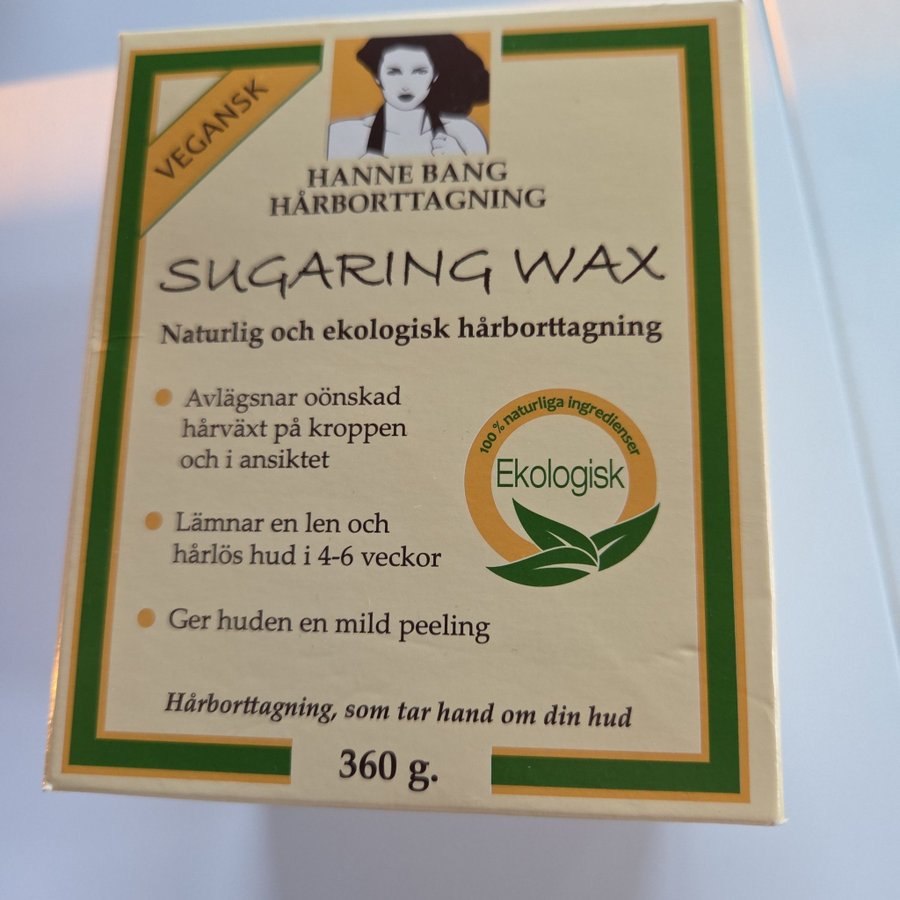 VEGANSK
HANNE BANG
HÅRBORTTAGNING
SUGARING WAX
Naturlig och ekologisk hårborttagning
Avlägsnar oönskad
hårväxt på kroppen
och i ansiktet
100% naturliga ingredienser
Ekologisk
Lämnar en len och
hårlös hud i 4-6 veckor
Ger huden en mild peeling
Hårborttagning, som tar hand om din hud
360 g.